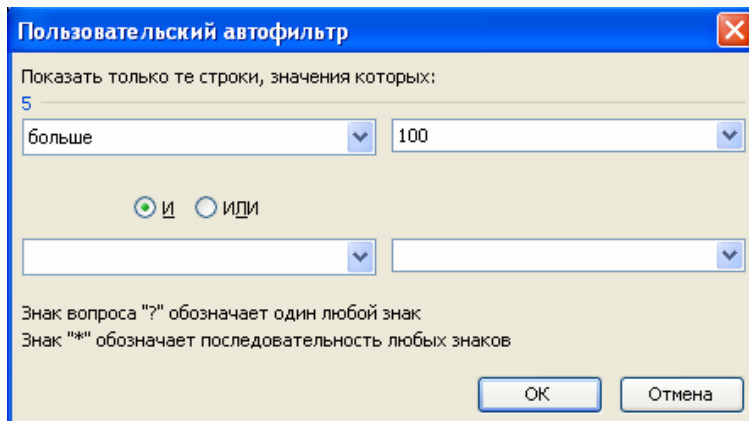 Пользовательский автофильтр
Показать только те строки, значения которых:
5
больше 100
И ИЛИ
Знак вопроса "?" обозначает один любой знак
Знак "*" обозначает последовательность любых знаков
ОК Отмена